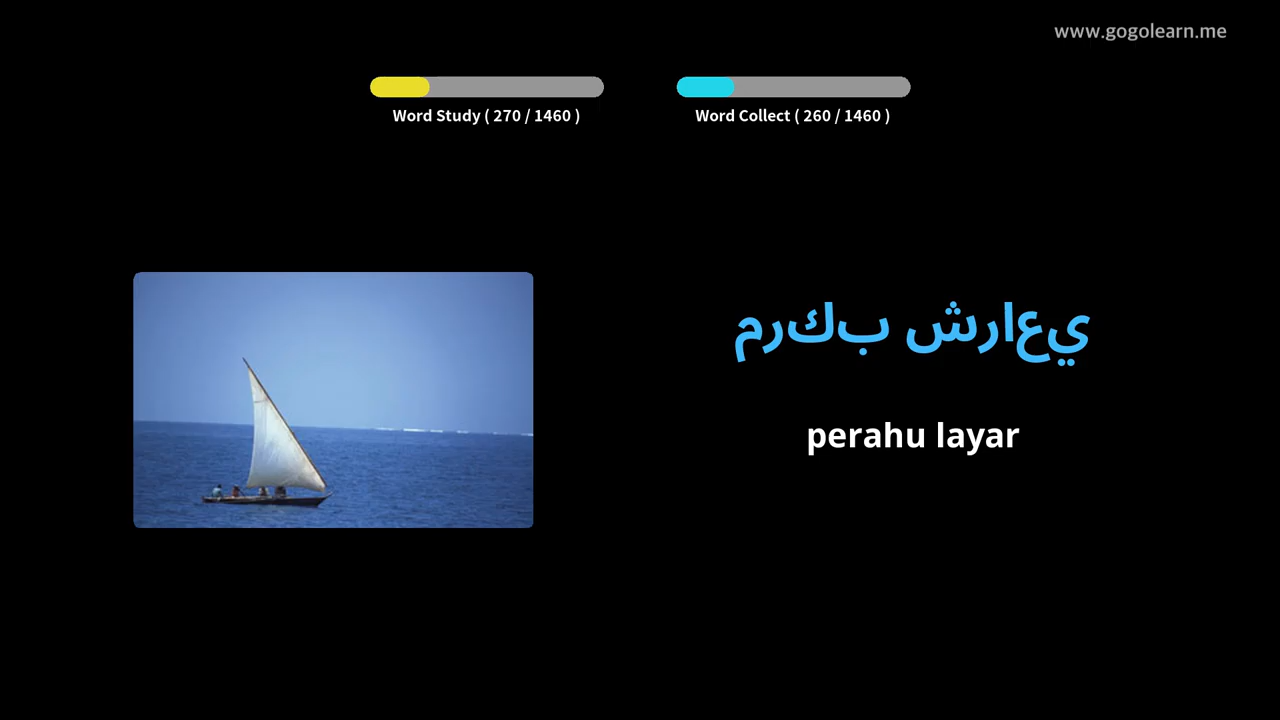 www.gogolearn.me
Word Study ( 270 / 1460 )
Word Collect ( 260 / 1460 )
مركب شراعي
perahu layar